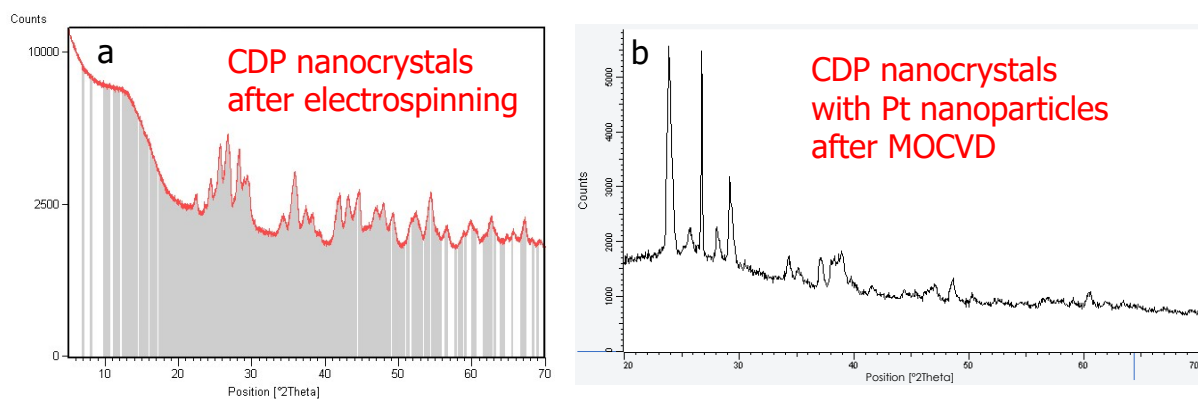 Counts
10000
2500
0
a
CDP nanocrystals
after electrospinning
10 20 30 40 50 60 70
Position [°2Theta]
b
CDP nanocrystals
with Pt nanoparticles
after MOCVD
Counts
5000
4000
3000
2000
1000
0
20 30 40 50 60 70
Position [°2Theta]